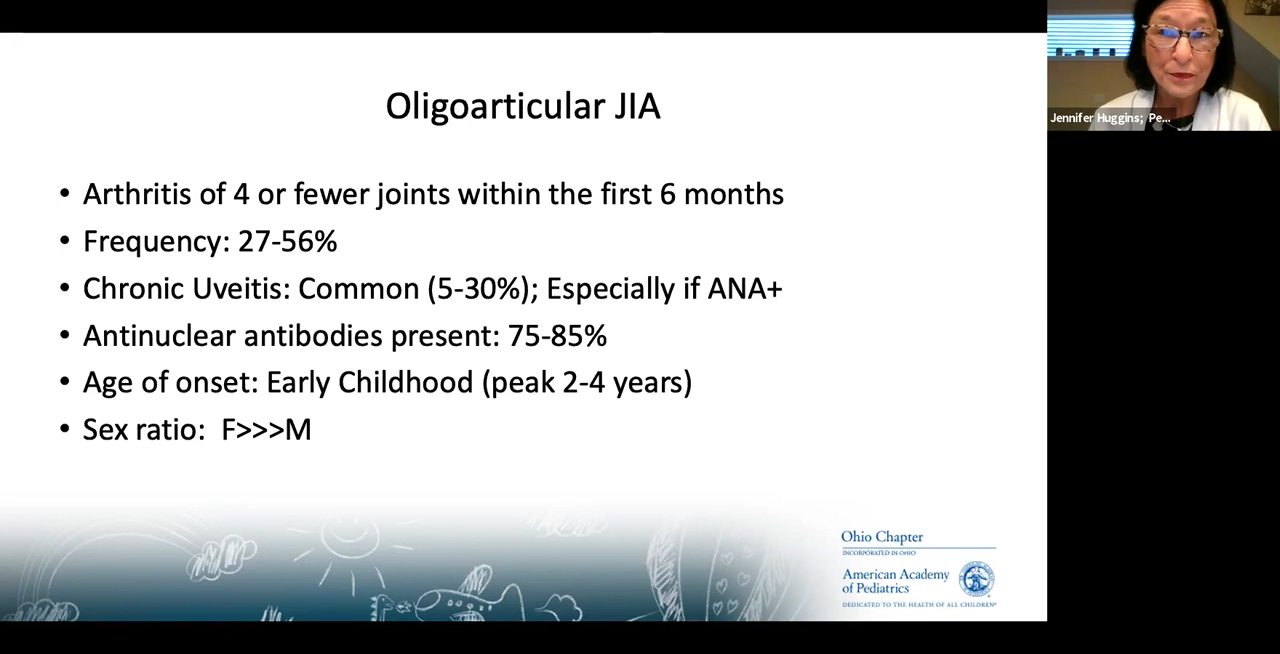 Oligoarticular JIA
• Arthritis of 4 or fewer joints within the first 6 months
• Frequency: 27-56%
• Chronic Uveitis: Common (5-30%); Especially if ANA+
• Antinuclear antibodies present: 75-85%
• Age of onset: Early Childhood (peak 2-4 years)
• Sex ratio: F>>>M
Jennifer Huggins; Pe...
Ohio Chapter
INCORPORATED IN OHIO
American Academy
of Pediatrics
DEDICATED TO THE HEALTH OF ALL CHILDREN®